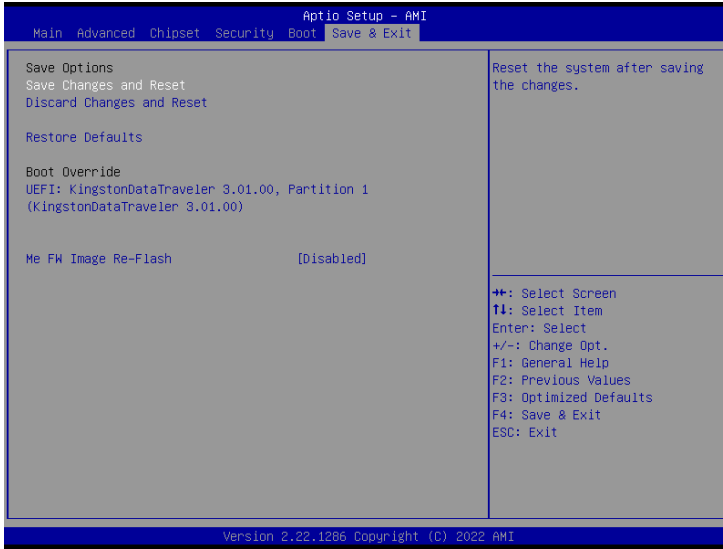 Aptio Setup – AMI
Main Advanced Chipset Security Boot Save & Exit
Save Options
Save Changes and Reset
Discard Changes and Reset
Restore Defaults
Boot Override
UEFI: KingstonDataTraveler 3.01.00, Partition 1
(KingstonDataTraveler 3.01.00)
Me FW Image Re-Flash [Disabled]
Reset the system after saving
the changes.
→←: Select Screen
↑↓: Select Item
Enter: Select
+/-: Change Opt.
F1: General Help
F2: Previous Values
F3: Optimized Defaults
F4: Save & Exit
ESC: Exit
Version 2.22.1286 Copyright (C) 2022 AMI